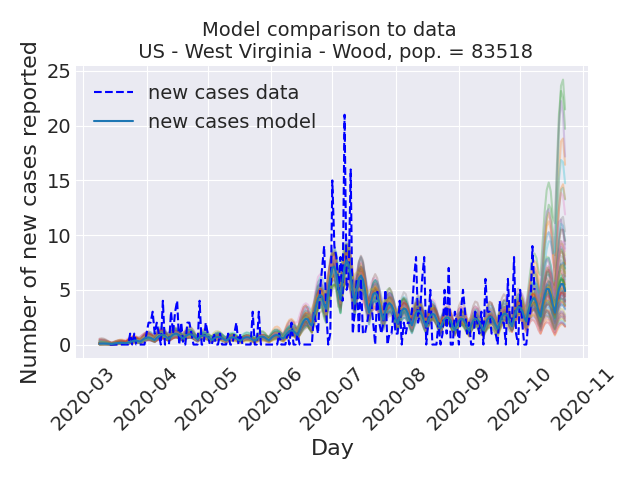 Model comparison to data
US - West Virginia - Wood, pop. = 83518
Number of new cases reported
25
20
15
10
5
0
new cases data
new cases model
2020-03
2020-04
2020-05
2020-06
2020-07
2020-08
2020-09
2020-10
2020-11
Day